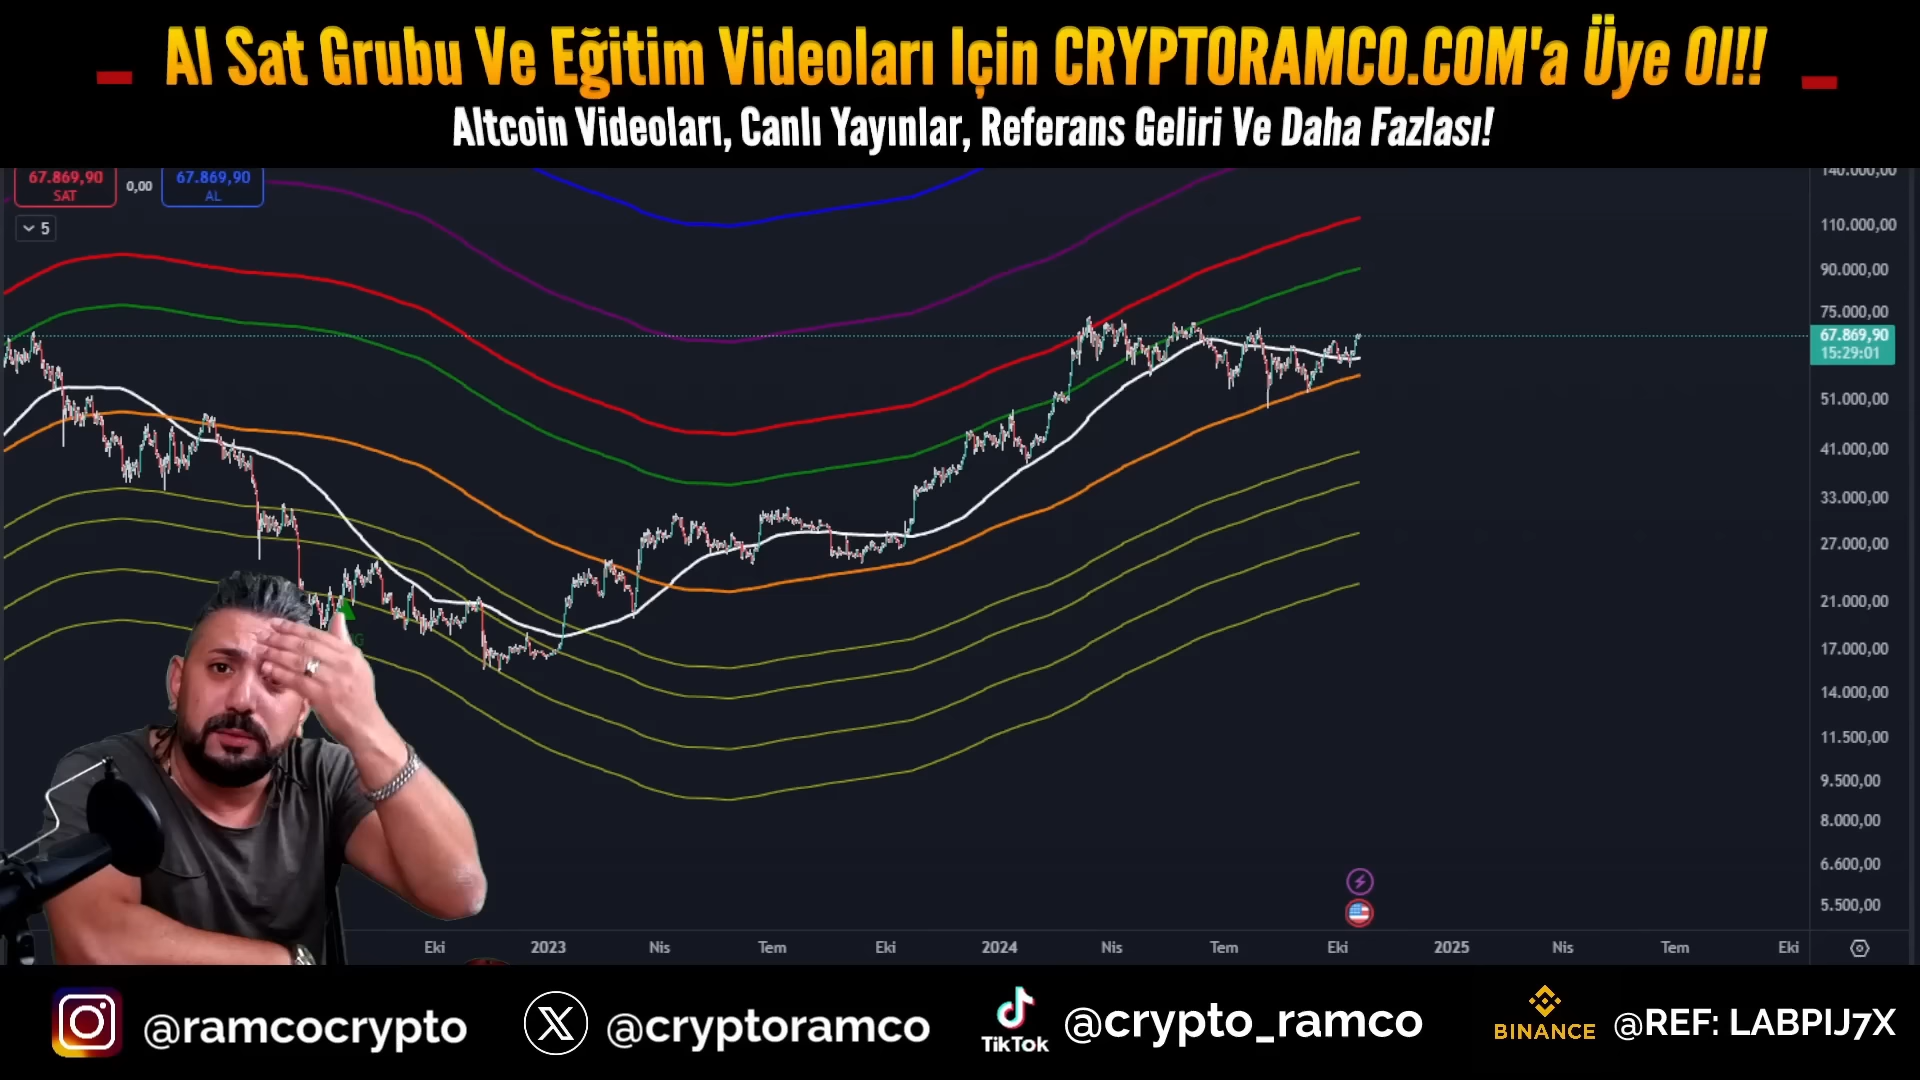 Al Sat Grubu Ve Eğitim Videoları Için CRYPTORAMCO.COM'a Üye Ol!!
Altcoin Videoları, Canlı Yayınlar, Referans Geliri Ve Daha Fazlası!
67.869,90
SAT
0,00
67.869,90
AL
5
140.000,00
110.000,00
90.000,00
75.000,00
67.869,90
15:29:01
51.000,00
41.000,00
33.000,00
27.000,00
21.000,00
17.000,00
14.000,00
11.500,00
9.500,00
8.000,00
6.600,00
5.500,00
Eki 2023 Nis Tem Eki 2024 Nis Tem Eki 2025 Nis Tem Eki
@ramcocrypto
@cryptoramco
TikTok
@crypto_ramco
BINANCE
@REF: LABPIJ7X